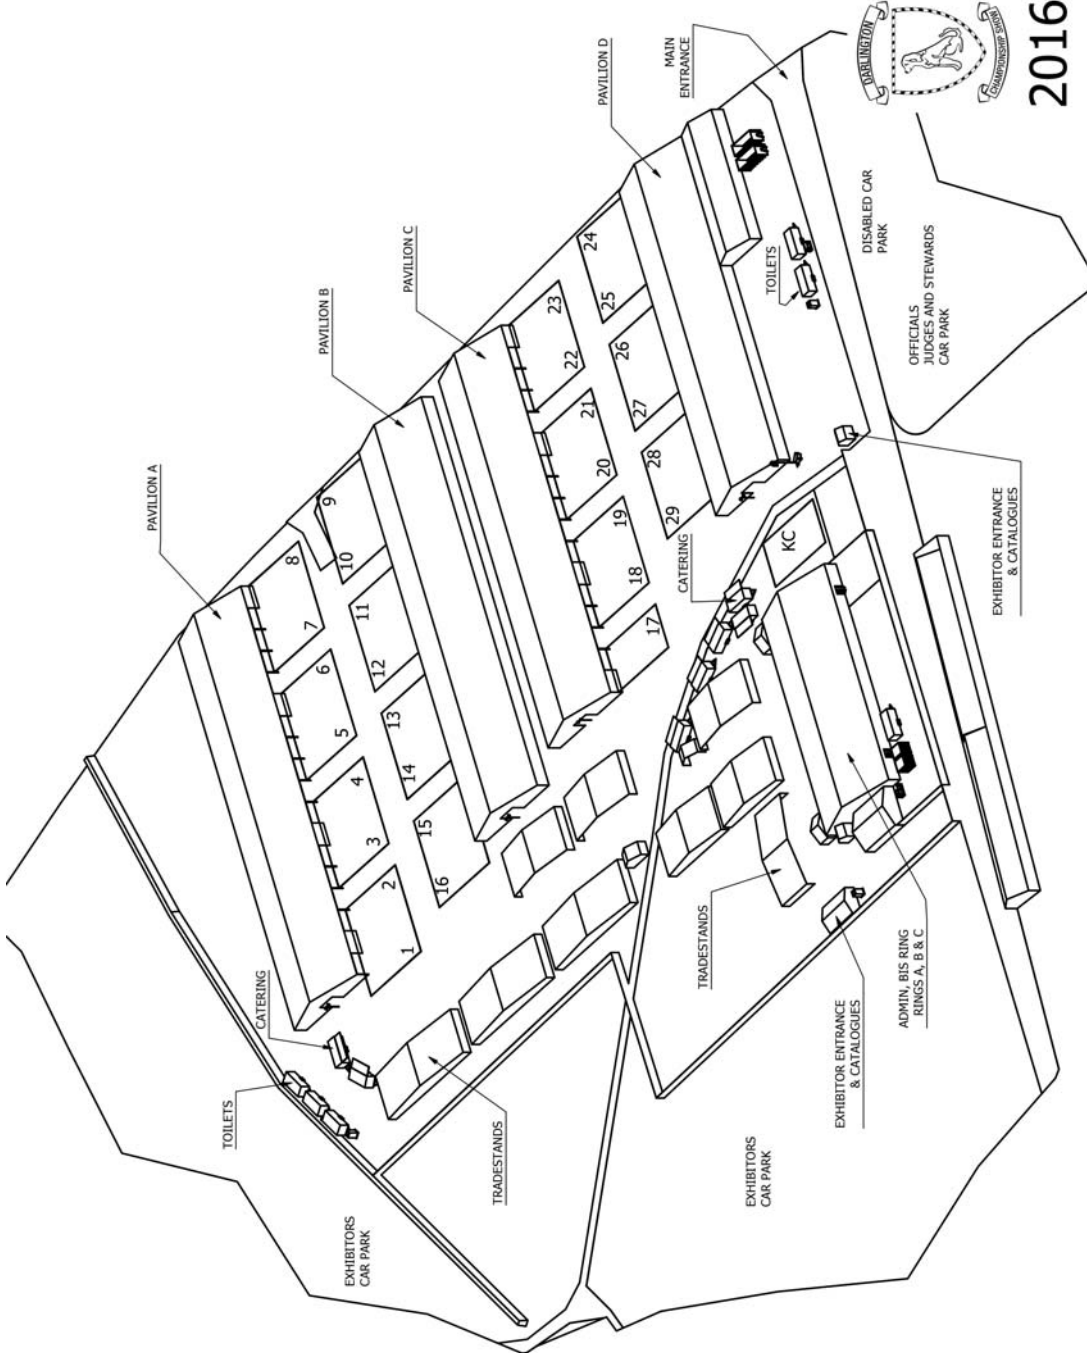 DARLINGTON
CHAMPIONSHIP SHOW
2016
MAIN
ENTRANCE
PAVILION D
PAVILION C
PAVILION B
PAVILION A
DISABLED CAR
PARK
OFFICIALS
JUDGES AND STEWARDS
CAR PARK
TOILETS
24
25
26
27
28
29
23
22
21
20
19
18
17
9
10
11
12
13
14
15
16
8
7
6
5
4
3
2
1
KC
CATERING
EXHIBITOR ENTRANCE
& CATALOGUES
TRADESTANDS
ADMIN, BIS RING
RINGS A, B & C
EXHIBITOR ENTRANCE
& CATALOGUES
CATERING
TOILETS
TRADESTANDS
EXHIBITORS
CAR PARK
EXHIBITORS
CAR PARK